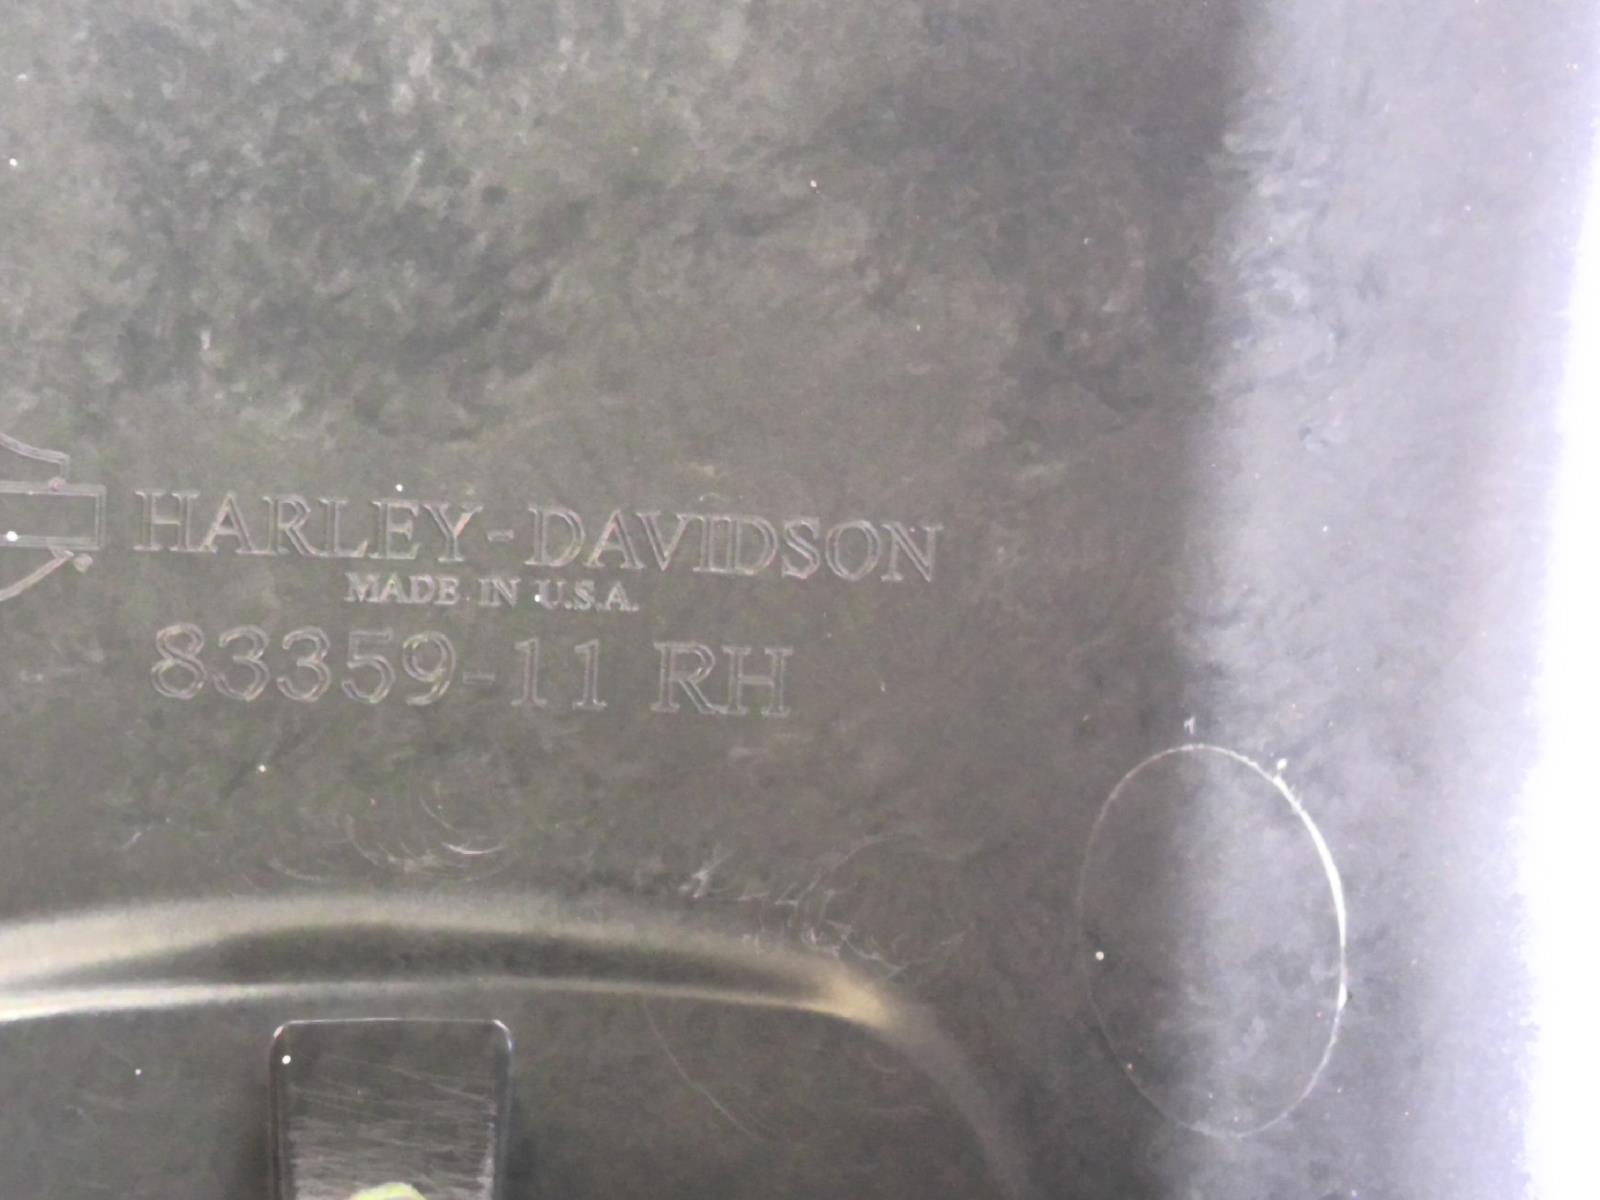 HARLEY-DAVIDSON
MADE IN U.S.A.
83359-11 RH